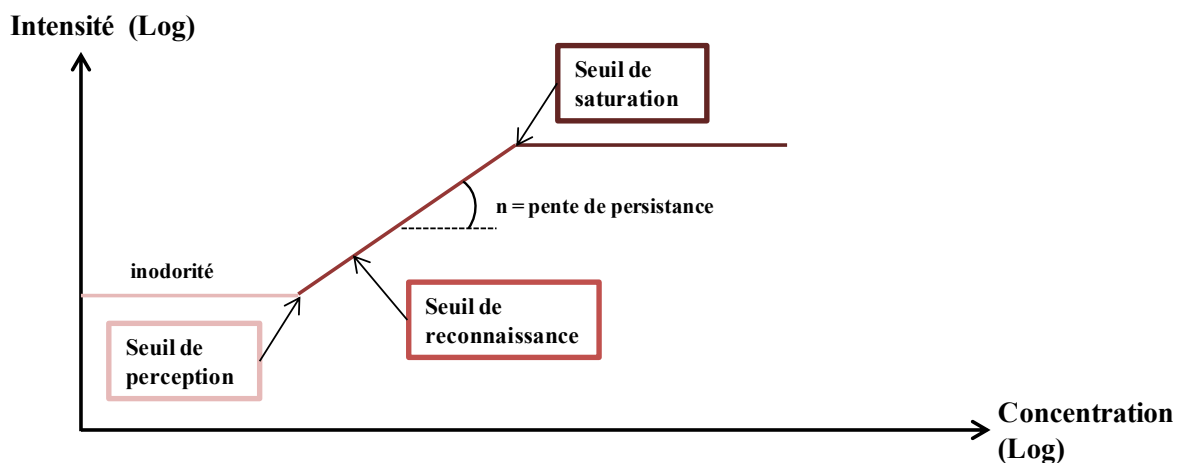 Intensité (Log)
Seuil de
saturation
n = pente de persistance
inodorité
Seuil de
reconnaissance
Seuil de
perception
Concentration
(Log)